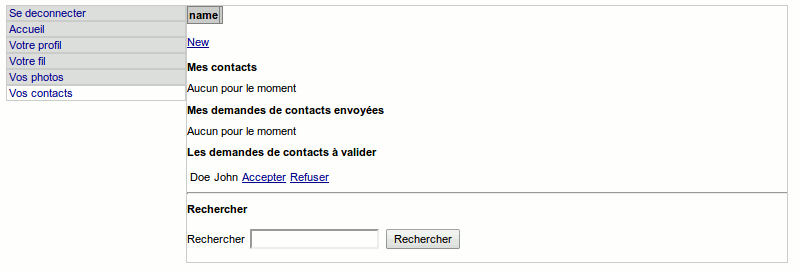 Se deconnecter
Accueil
Votre profil
Votre fil
Vos photos
Vos contacts
name
New
Mes contacts
Aucun pour le moment
Mes demandes de contacts envoyées
Aucun pour le moment
Les demandes de contacts à valider
Doe John Accepter Refuser
Rechercher
Rechercher Rechercher